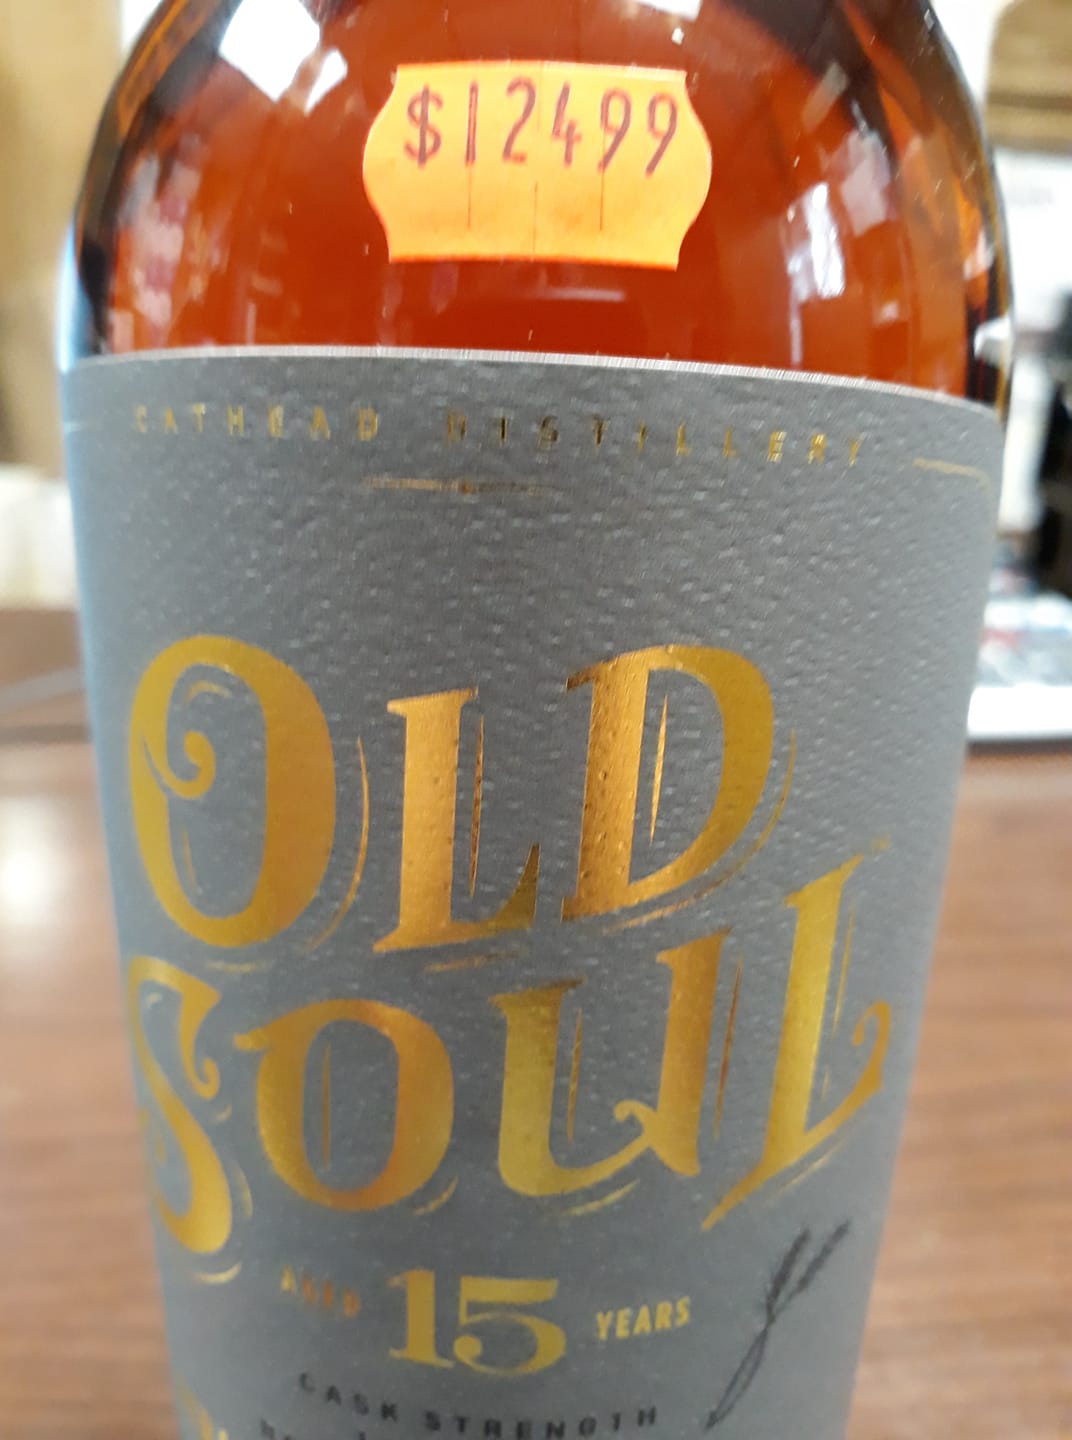 $12499
CATHEAD DISTILLERY
OLD
SOUL
AGED 15 YEARS
CASK STRENGTH